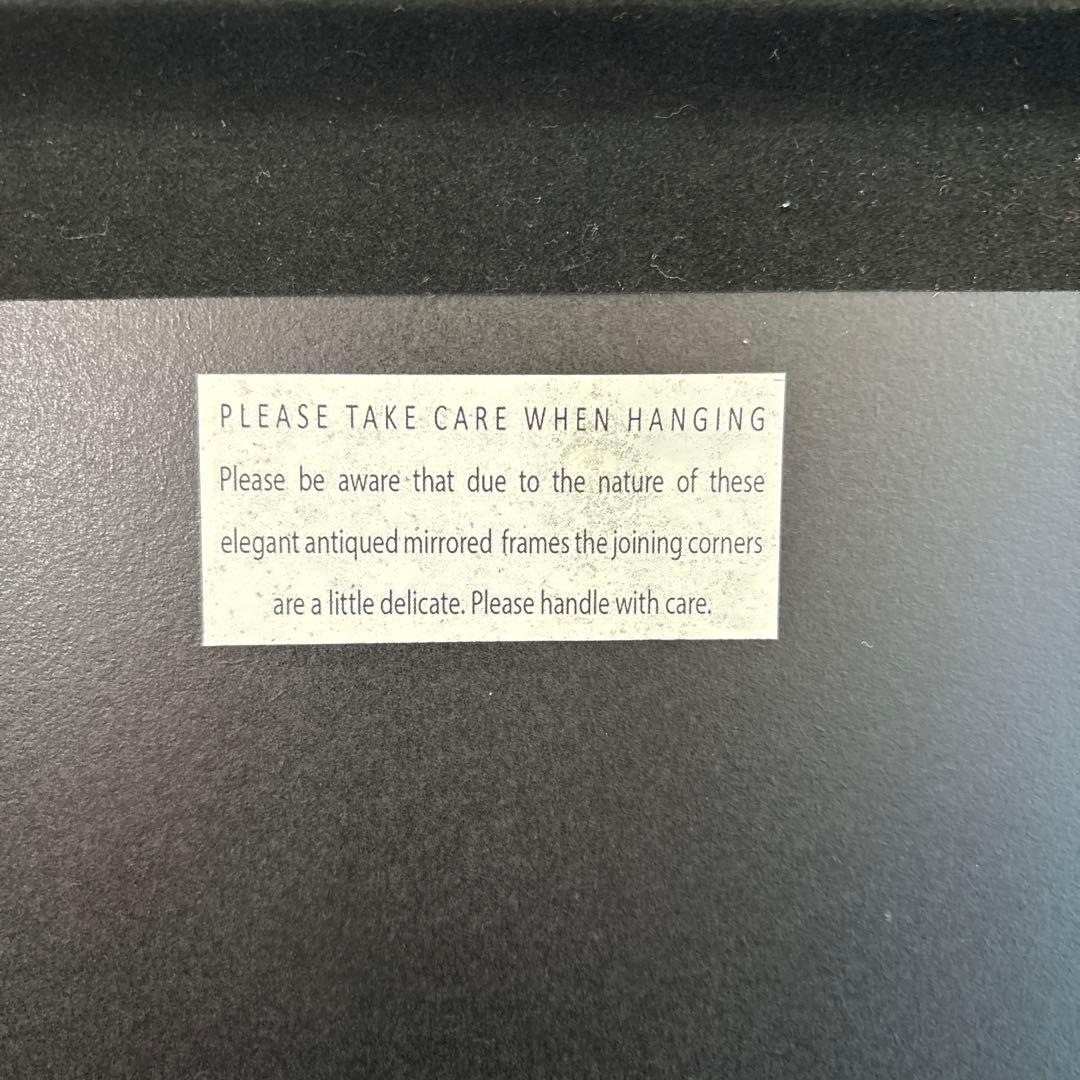 PLEASE TAKE CARE WHEN HANGING
Please be aware that due to the nature of these
elegant antiqued mirrored frames the joining corners
are a little delicate. Please handle with care.